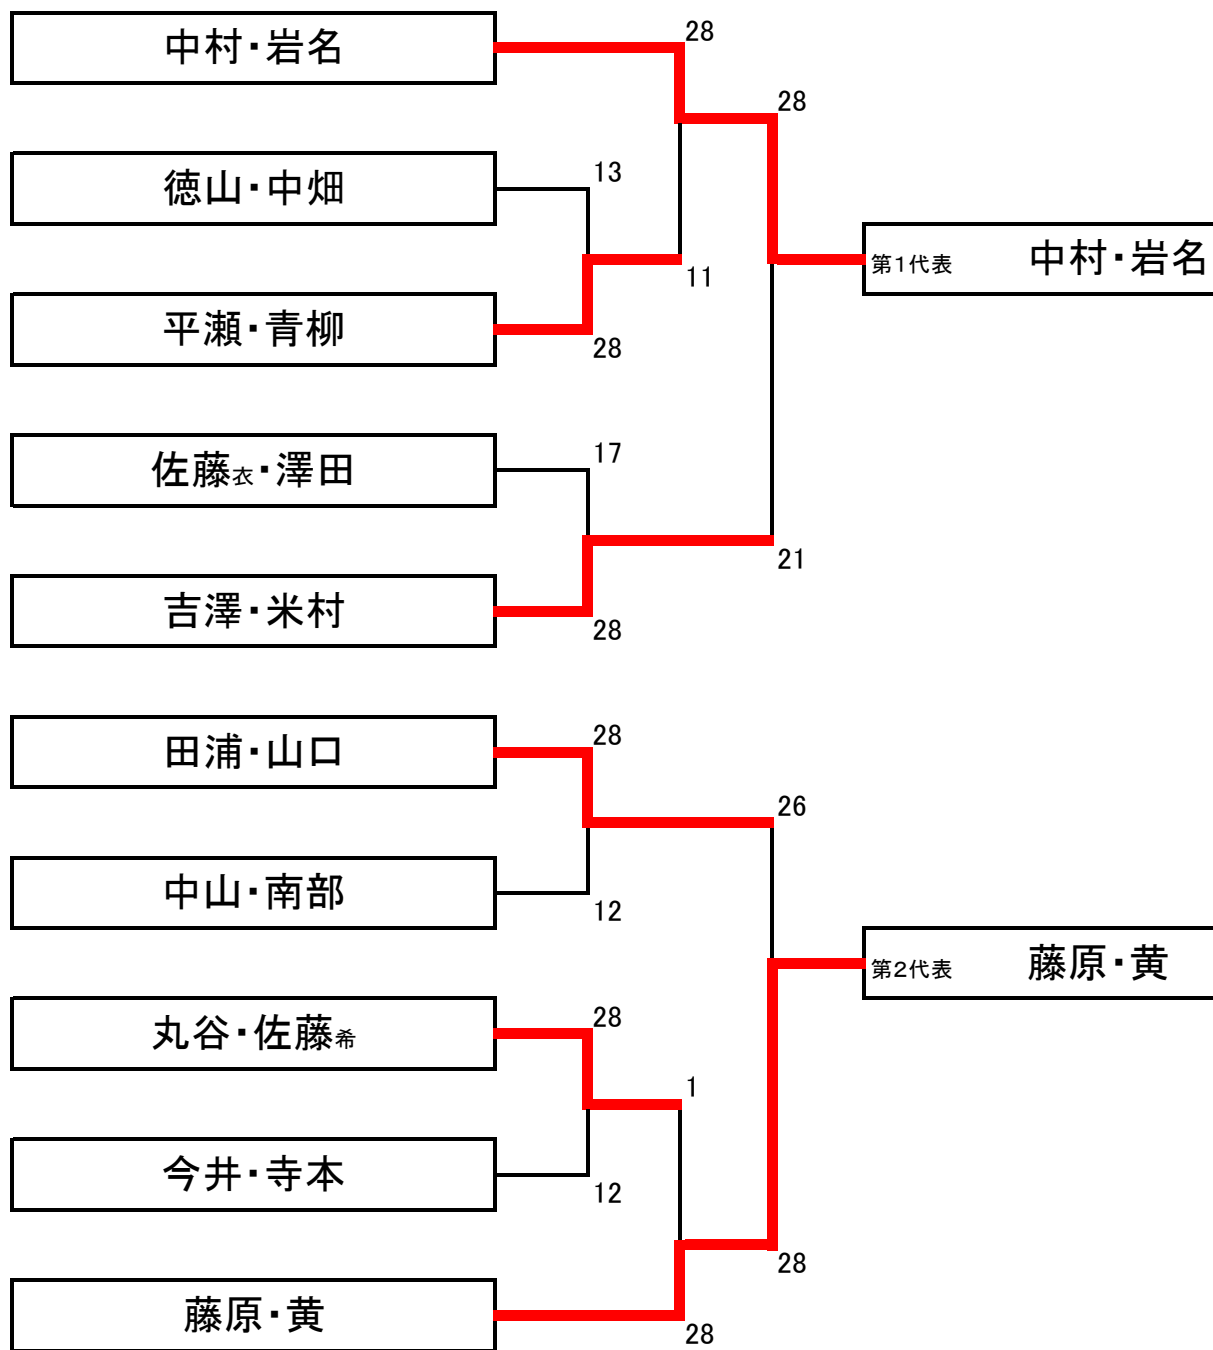 中村・岩名
28
28
徳山・中畑
13
第1代表 中村・岩名
11
平瀬・青柳
28
佐藤衣・澤田
17
21
吉澤・米村
28
田浦・山口
28
26
中山・南部
12
第2代表 藤原・黄
丸谷・佐藤希
28
1
今井・寺本
12
28
藤原・黄
28